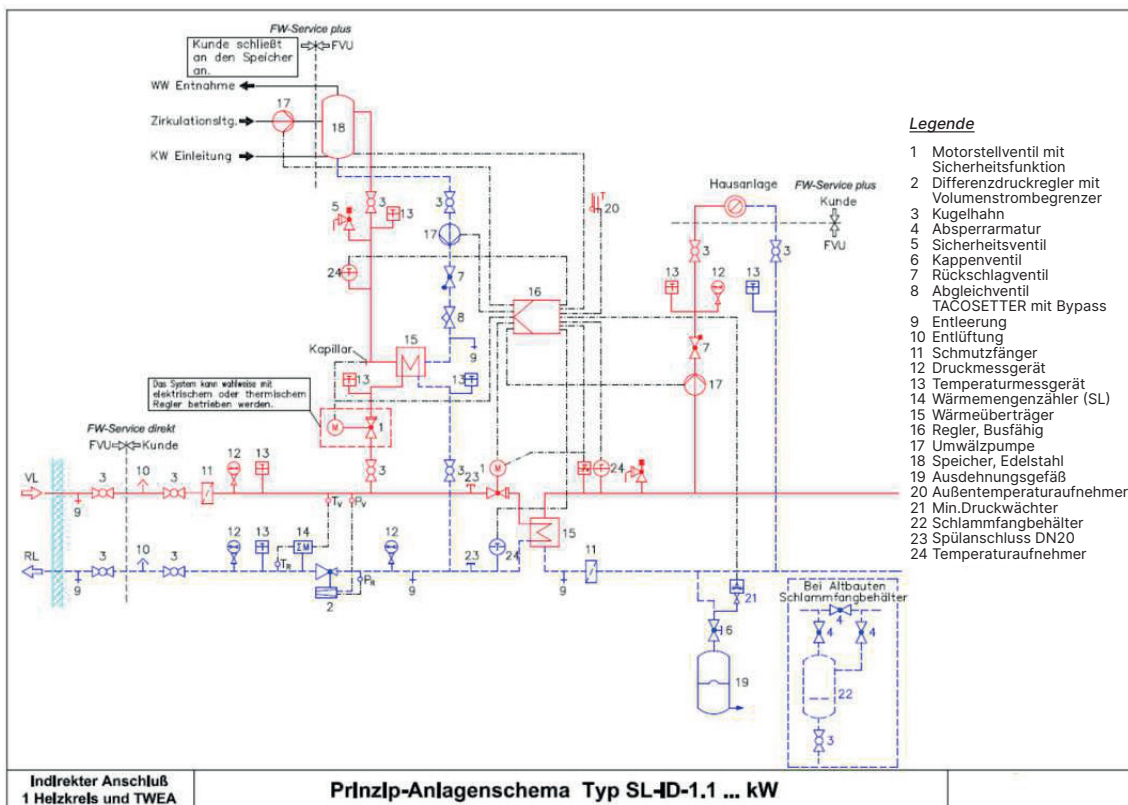 FW-Service plus
Kunde schließt
an den Speicher
an.
FVU
WW Entnahme
17
18
Zirkulationsltg.
KW Einleitung
3
3
5
13
17
24
7
8
9
15
Kapillar
13
13
Das System kann wahlweise mit
elektrischem oder thermischem
Regler betrieben werden.
M
1
FW-Service direkt
FVU
Kunde
3
3
20
16
Hausanlage
FW-Service plus
Kunde
FVU
3
3
13
12
13
7
17
VL
3
10
3
11
12
13
9
TV
PV
23
1
M
24
15
RL
3
10
3
12
13
14
ΣM
12
23
24
11
9
TR
PR
2
9
9
21
6
19
Bei Altbauten
Schlammfangbehälter
4
4
4
22
3
Legende
1 Motorstellventil mit
Sicherheitsfunktion
2 Differenzdruckregler mit
Volumenstrombegrenzer
3 Kugelhahn
4 Absperrarmatur
5 Sicherheitsventil
6 Kappenventil
7 Rückschlagventil
8 Abgleichventil
TACOSETTER mit Bypass
9 Entleerung
10 Entlüftung
11 Schmutzfänger
12 Druckmessgerät
13 Temperaturmessgerät
14 Wärmemengenzähler (SL)
15 Wärmeüberträger
16 Regler, Busfähig
17 Umwälzpumpe
18 Speicher, Edelstahl
19 Ausdehnungsgefäß
20 Außentemperaturaufnehmer
21 Min.Druckwächter
22 Schlammfangbehälter
23 Spülanschluss DN20
24 Temperaturaufnehmer
Indirekter Anschluß
1 Heizkreis und TWEA
Prinzip-Anlagenschema Typ SL-ID-1.1 ... kW